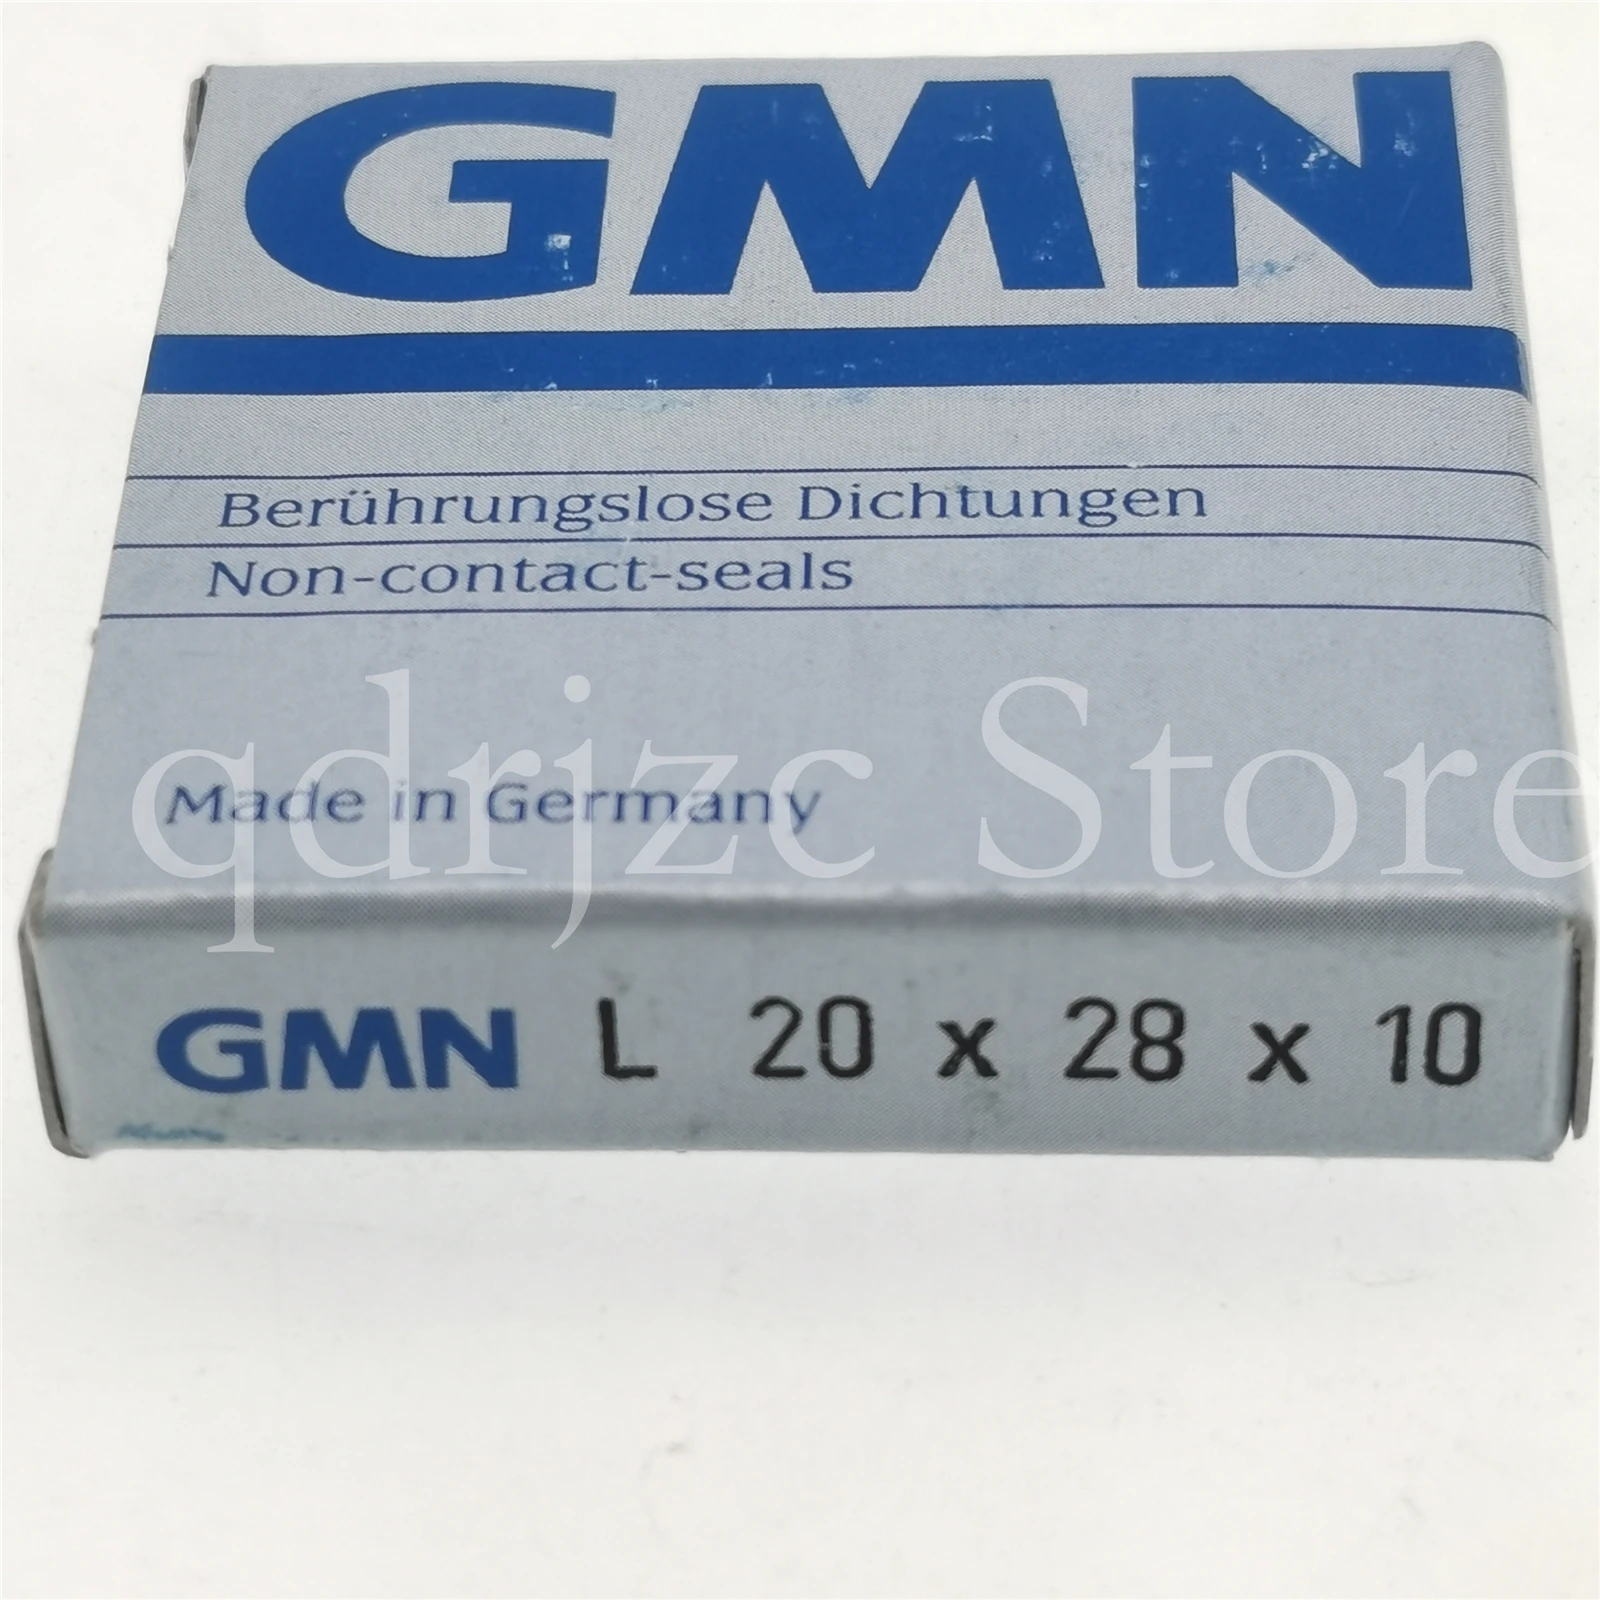 GMN
Berührungslose Dichtungen
Non-contact-seals
Made in Germany
qdrjzc Store
GMN L 20 x 28 x 10